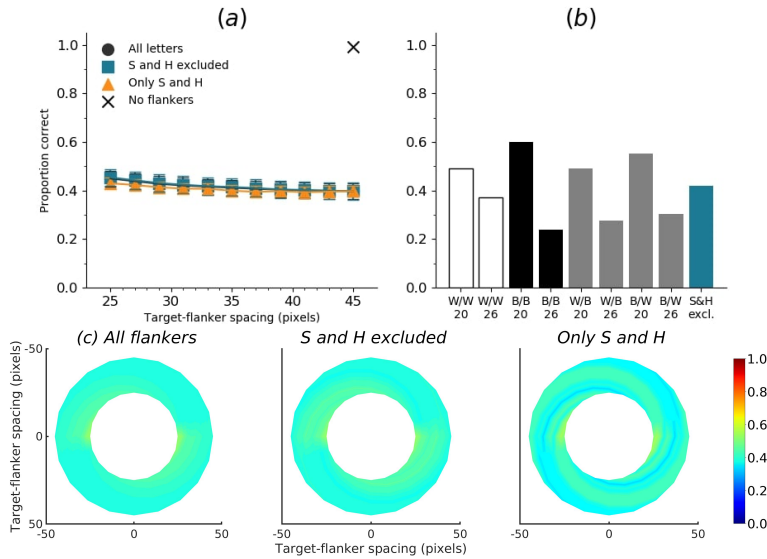 (a)
1.0
0.8
0.6
0.4
0.2
0.0
Proportion correct
All letters
S and H excluded
Only S and H
No flankers
25 30 35 40 45
Target-flanker spacing (pixels)
(b)
1.0
0.8
0.6
0.4
0.2
0.0
W/W W/W B/B B/B W/B W/B B/W B/W S&H
20 26 20 26 20 26 20 26 excl.
(c) All flankers
S and H excluded
Only S and H
-50
0
50
Target-flanker spacing (pixels)
-50 0 50
-50 0 50
-50 0 50
Target-flanker spacing (pixels)
1.0
0.8
0.6
0.4
0.2
0.0